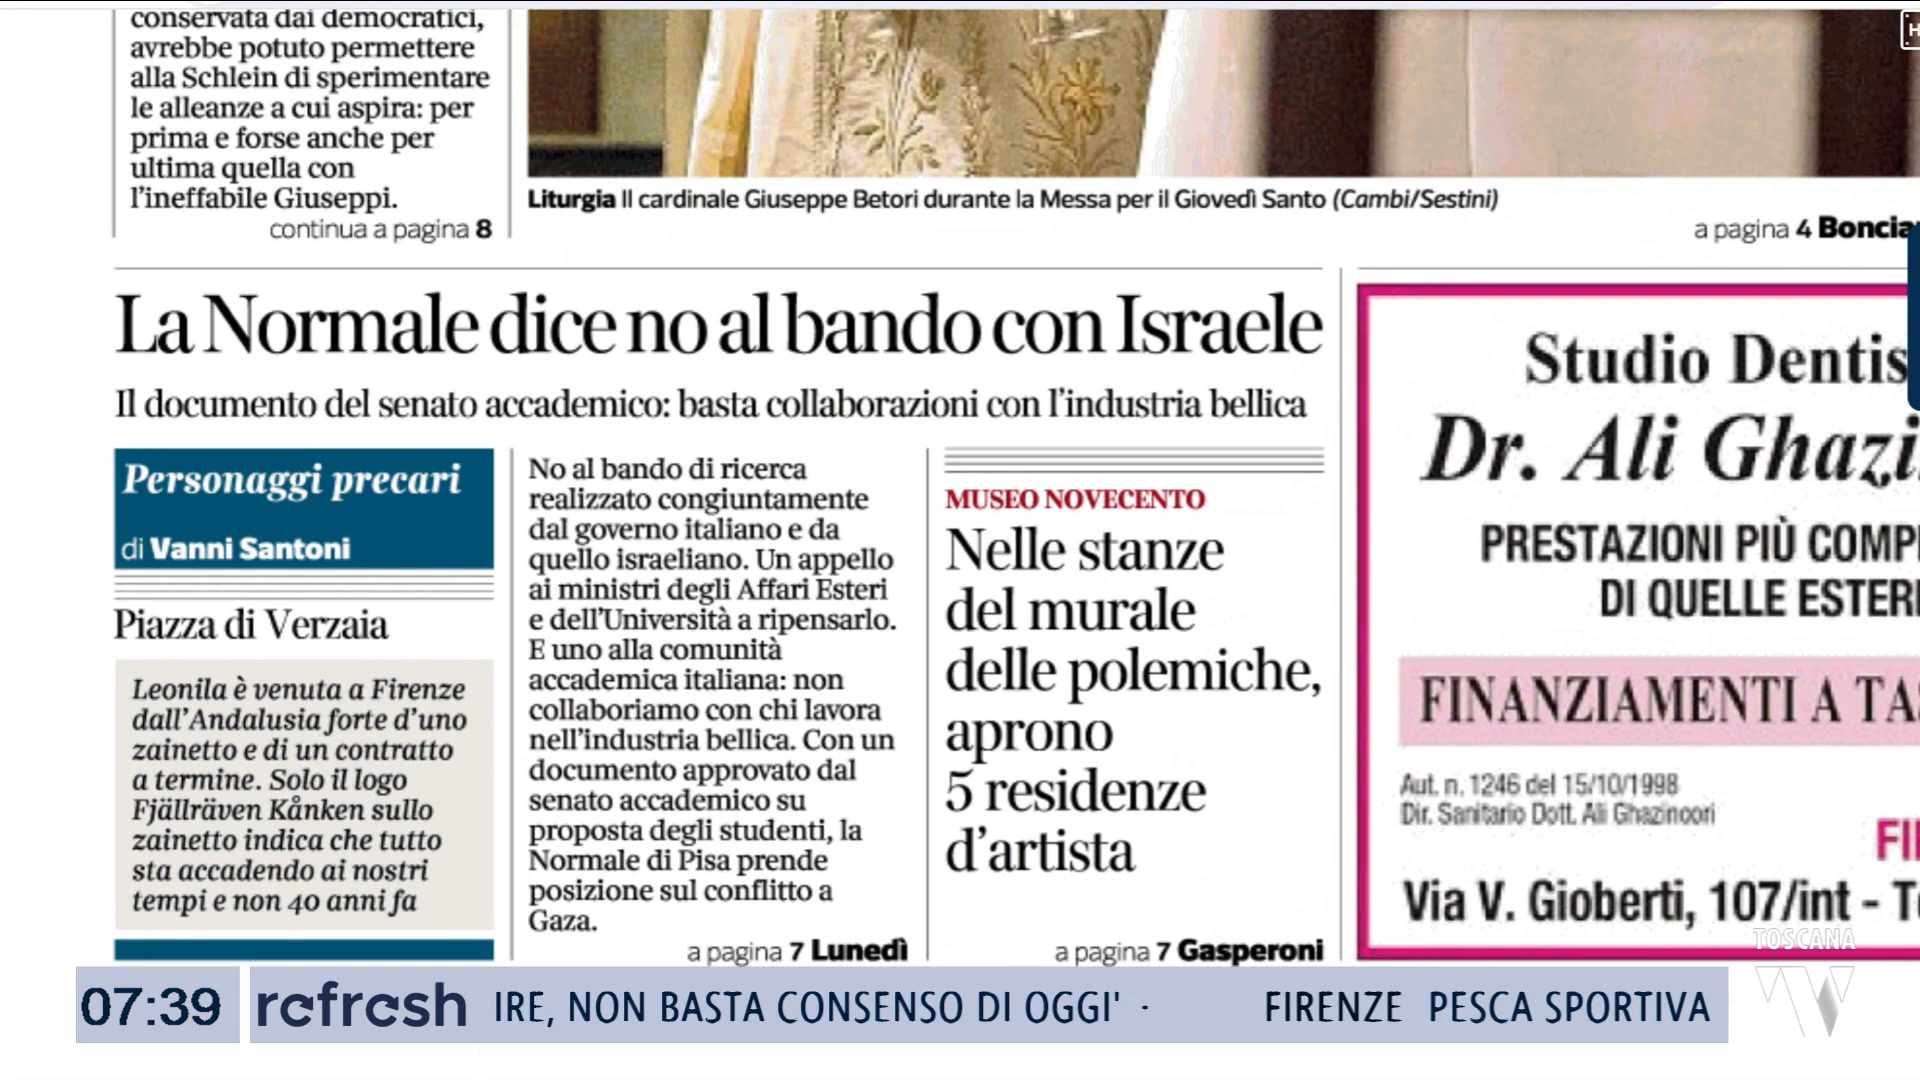 conservata dai democratici,
avrebbe potuto permettere
alla Schlein di sperimentare
le alleanze a cui aspira: per
prima e forse anche per
ultima quella con
l'ineffabile Giuseppi.
continua a pagina 8
Liturgia Il cardinale Giuseppe Betori durante la Messa per il Giovedì Santo (Cambi/Sestini)
a pagina 4
La Normale dice no al bando con Israele
Il documento del senato accademico: basta collaborazioni con l'industria bellica
Personaggi precari
di Vanni Santoni
Piazza di Verzaia
Leonila è venuta a Firenze
dall'Andalusia forte d'uno
zainetto e di un contratto
a termine. Solo il logo
Fjällräven Kånken sullo
zainetto indica che tutto
sta accadendo ai nostri
tempi e non 40 anni fa
No al bando di ricerca
realizzato congiuntamente
dal governo italiano e da
quello israeliano. Un appello
ai ministri degli Affari Esteri
e dell'Università a ripensarlo.
E uno alla comunità
accademica italiana: non
collaboriamo con chi lavora
nell'industria bellica. Con un
documento approvato dal
senato accademico su
proposta degli studenti, la
Normale di Pisa prende
posizione sul conflitto a
Gaza.
a pagina 7 Lunedì
MUSEO NOVECENTO
Nelle stanze
del murale
delle polemiche,
aprono
5 residenze
d'artista
a pagina 7 Gasperoni
Studio Dentis
Dr. Ali Ghazi
PRESTAZIONI PIÙ COMP
DI QUELLE ESTER
FINANZIAMENTI A TA
Aut. n. 1246 del 15/10/1998
Dir. Sanitario Dott. Ali Ghazinoori
FI
Via V. Gioberti, 107/int - T
TOSCANA
TV
07:39 refresh IRE, NON BASTA CONSENSO DI OGGI' · FIRENZE PESCA SPORTIVA